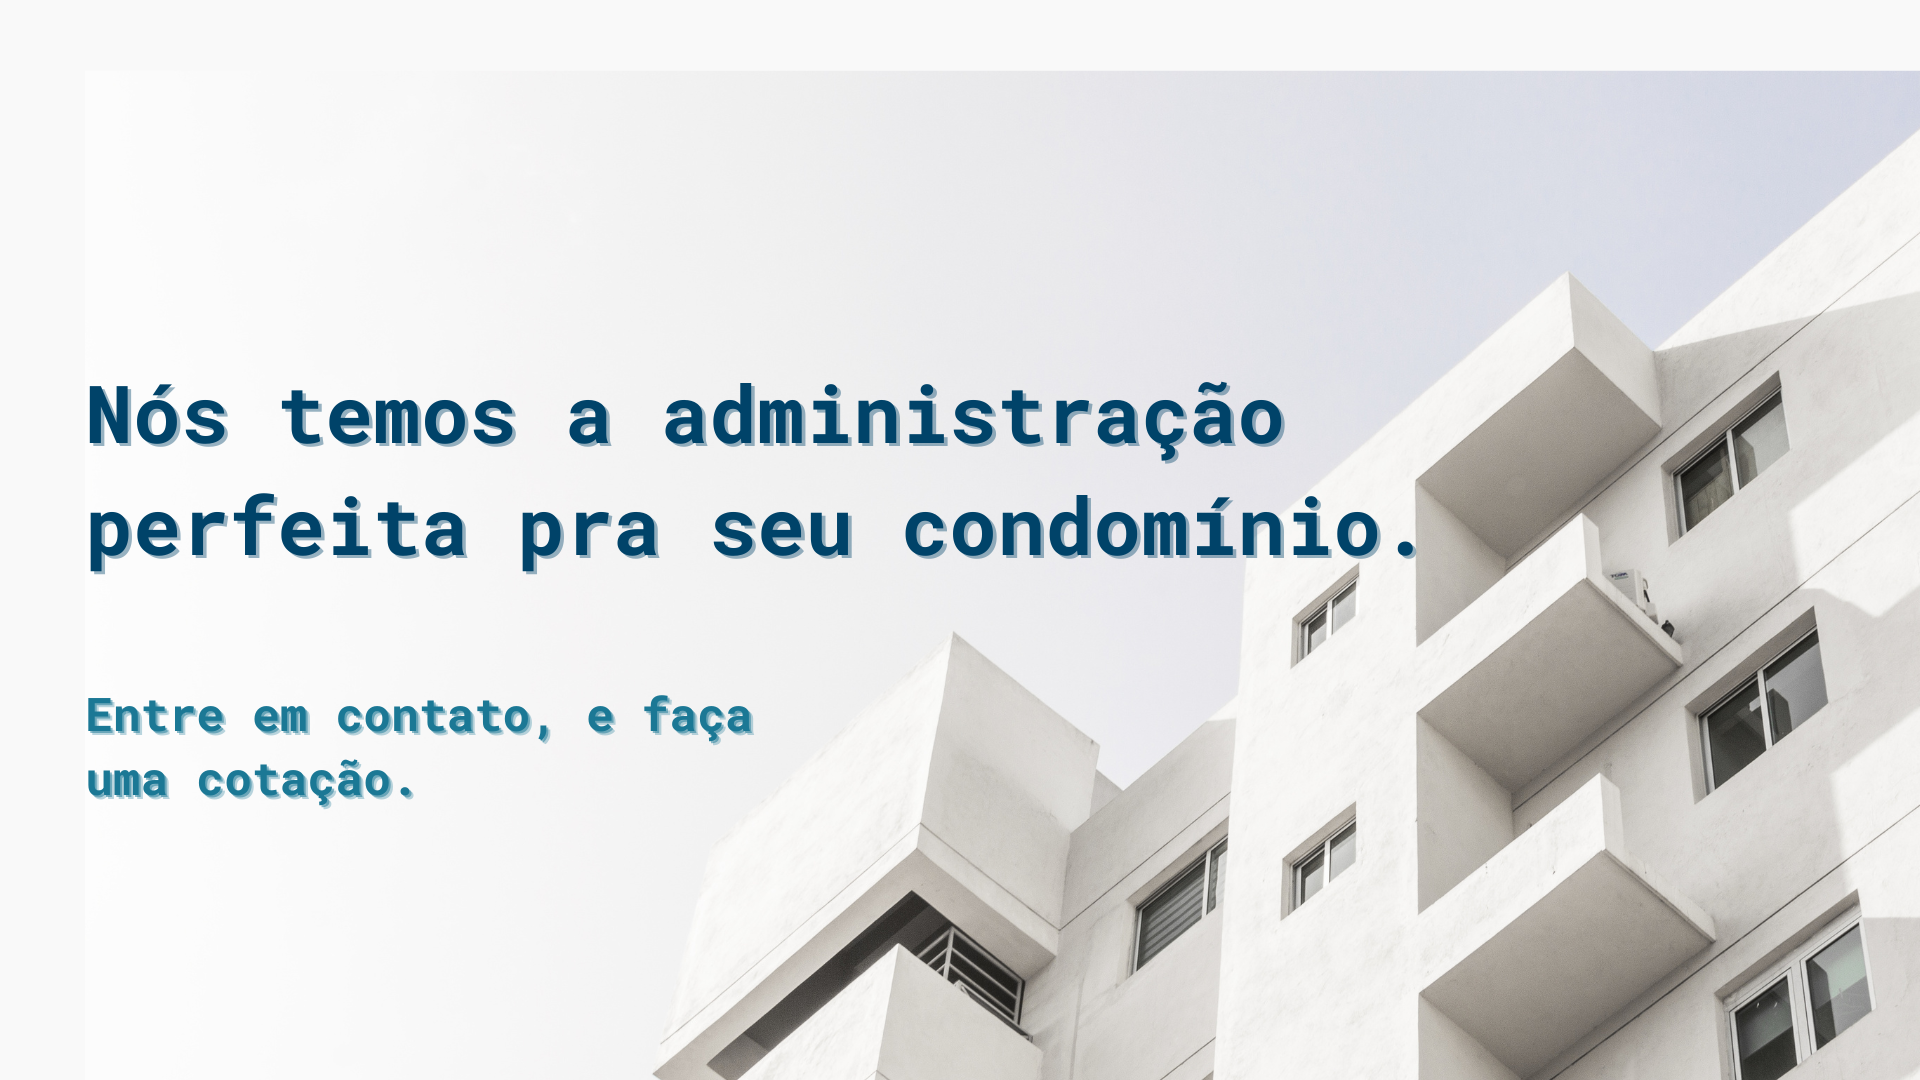 Nós temos a administração
perfeita pra seu condomínio.
Entre em contato, e faça
uma cotação.